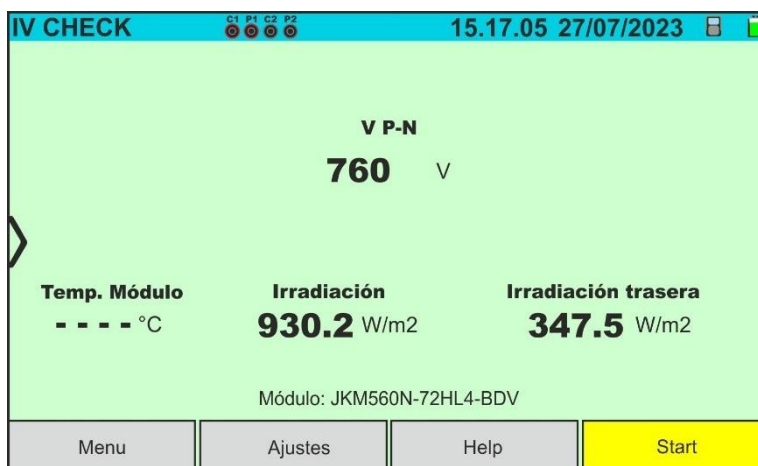 IV CHECK C1 P1 C2 P2 15.17.05 27/07/2023
V P-N
760 V
Temp. Módulo Irradiación Irradiación trasera
- - - - °C 930.2 W/m2 347.5 W/m2
Módulo: JKM560N-72HL4-BDV
Menu Ajustes Help Start